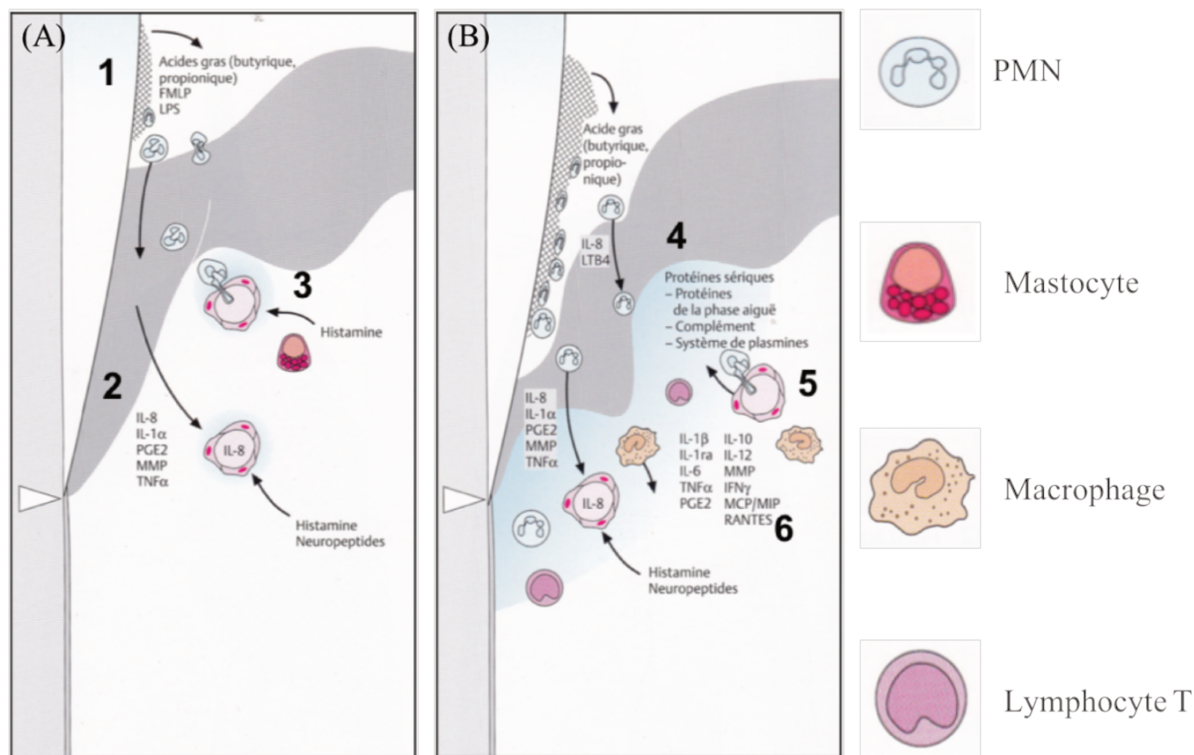 (A)
1
Acides gras (butyrique,
propionique)
FMLP
LPS
3
Histamine
2
IL-8
IL-1α
PGE2
MMP
TNFα
IL-8
Histamine
Neuropeptides
(B)
Acide gras
(butyrique,
propio-
nique)
IL-8
LTB4
4
Protéines sériques
– Protéines
de la phase aiguë
– Complément
– Système de plasmines
5
IL-8
IL-1α
PGE2
MMP
TNFα
IL-1β
IL-1ra
IL-6
TNFα
PGE2
IL-10
IL-12
MMP
IFNγ
MCP/MIP
RANTES
6
IL-8
Histamine
Neuropeptides
PMN
Mastocyte
Macrophage
Lymphocyte T